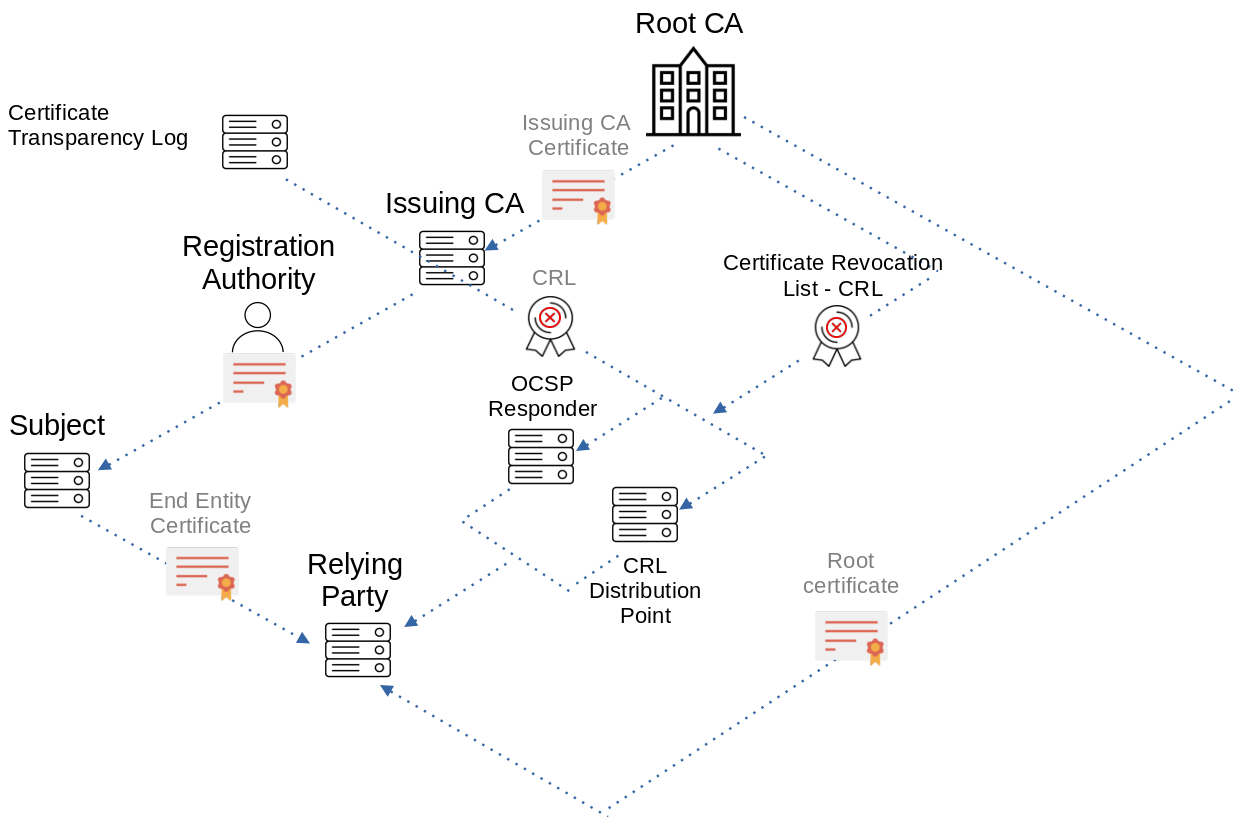 Root CA
Certificate
Transparency Log
Issuing CA
Certificate
Issuing CA
Registration
Authority
CRL
Certificate Revocation
List - CRL
OCSP
Responder
Subject
End Entity
Certificate
Relying
Party
CRL
Distribution
Point
Root
certificate